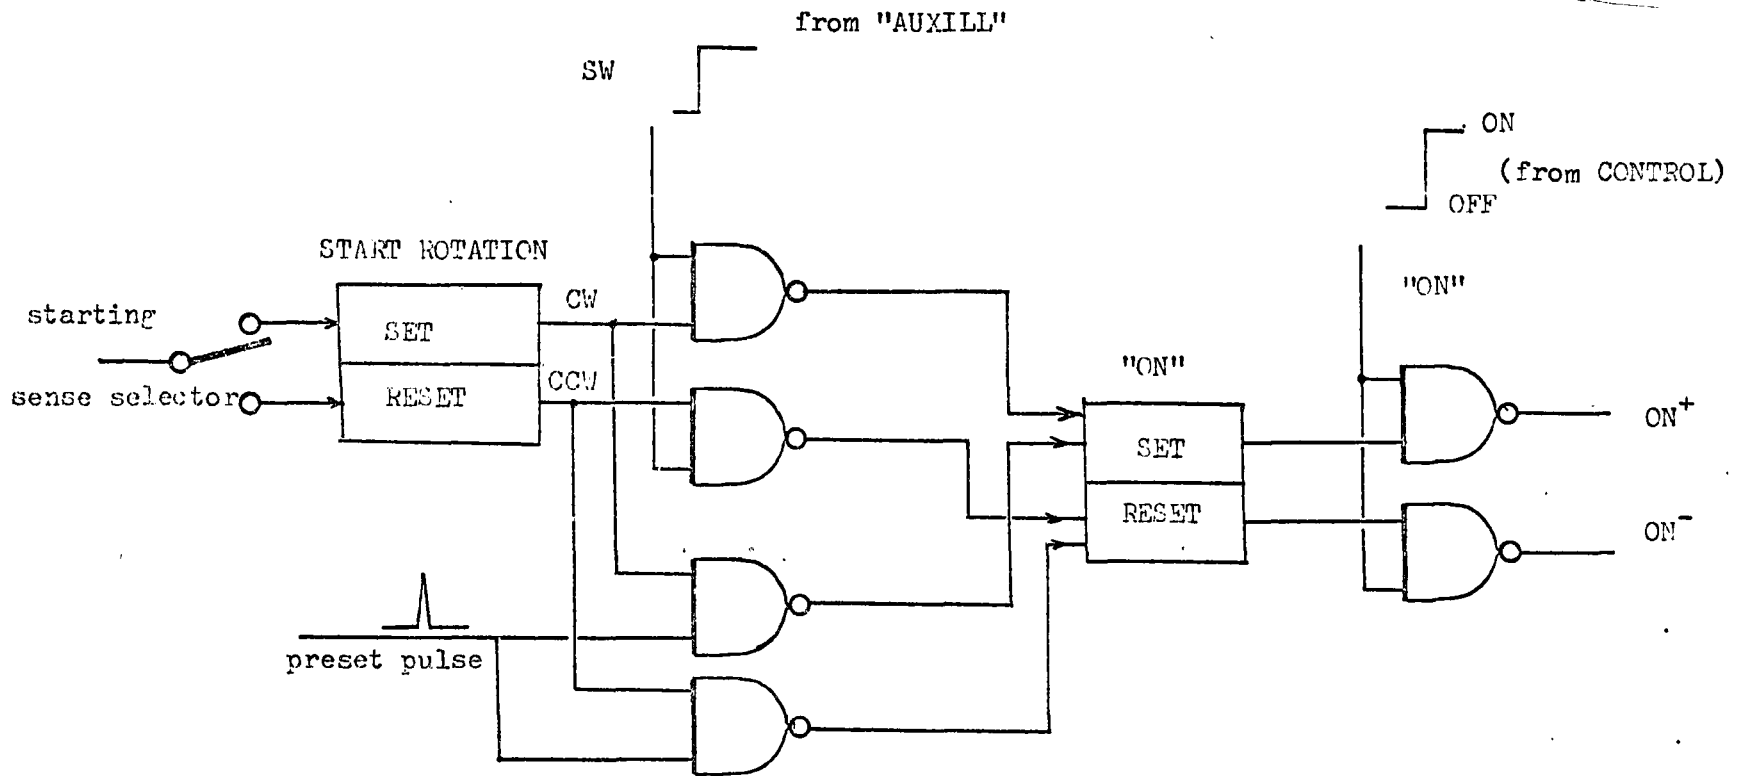 from "AUXILL"
SW
ON
(from CONTROL)
OFF
START ROTATION
"ON"
starting
CW
SET
"ON"
sense selector
CCW
RESET
SET
ON+
RESET
ON-
preset pulse